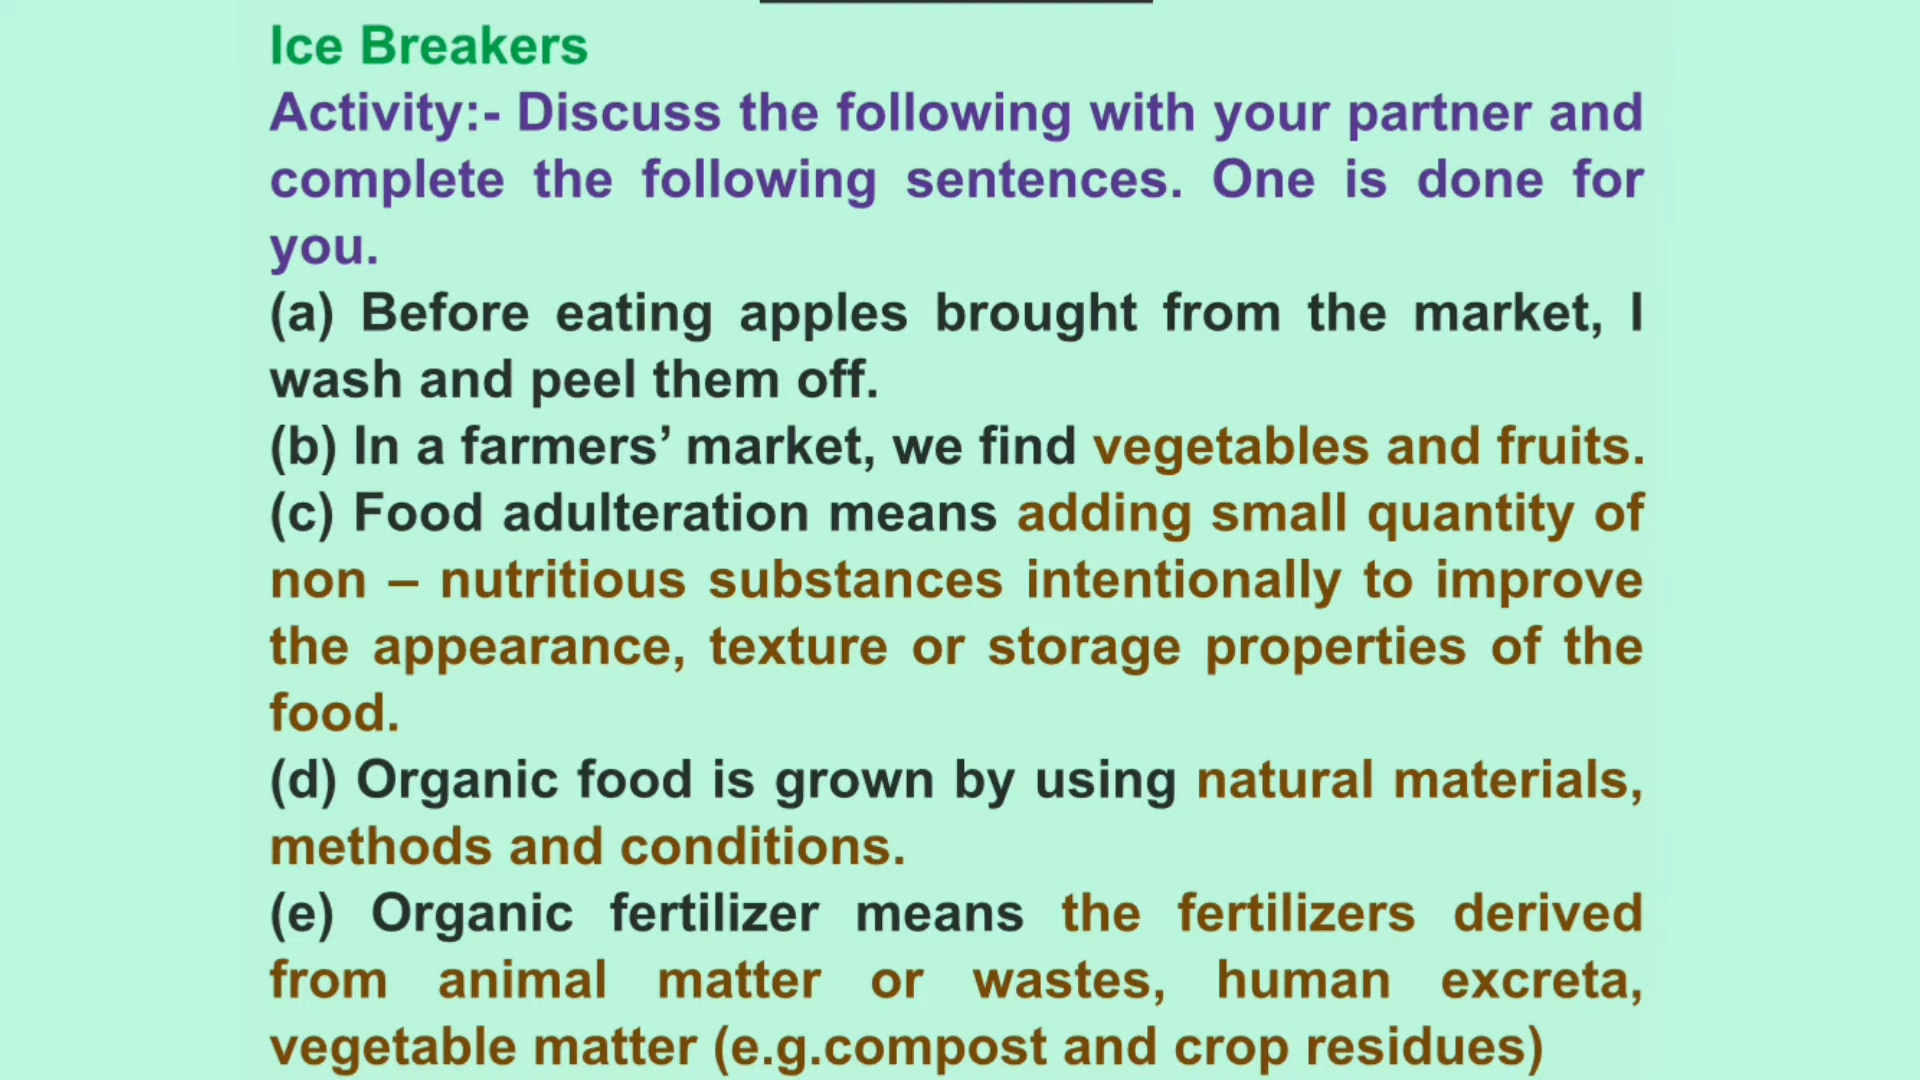 Ice Breakers
Activity:- Discuss the following with your partner and
complete the following sentences. One is done for
you.
(a) Before eating apples brought from the market, I
wash and peel them off.
(b) In a farmers’ market, we find vegetables and fruits.
(c) Food adulteration means adding small quantity of
non – nutritious substances intentionally to improve
the appearance, texture or storage properties of the
food.
(d) Organic food is grown by using natural materials,
methods and conditions.
(e) Organic fertilizer means the fertilizers derived
from animal matter or wastes, human excreta,
vegetable matter (e.g.compost and crop residues)